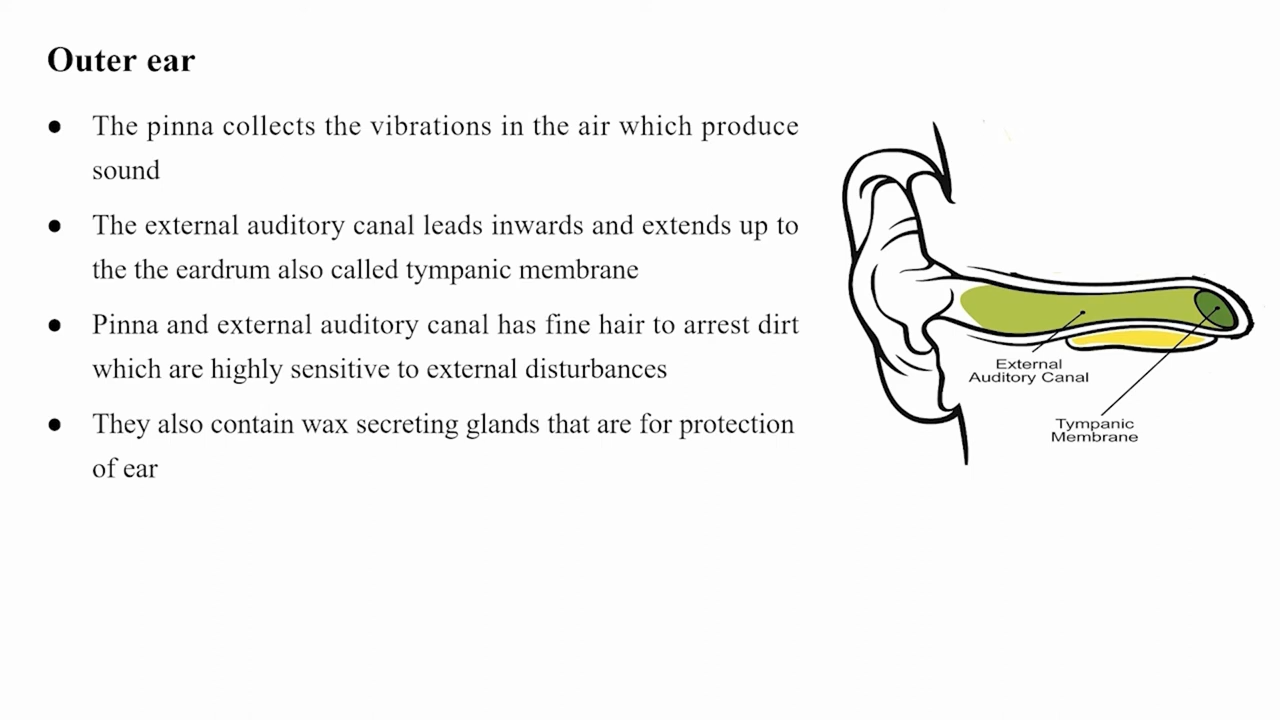 Outer ear
● The pinna collects the vibrations in the air which produce
sound
● The external auditory canal leads inwards and extends up to
the the eardrum also called tympanic membrane
● Pinna and external auditory canal has fine hair to arrest dirt
which are highly sensitive to external disturbances
● They also contain wax secreting glands that are for protection
of ear
External
Auditory Canal
Tympanic
Membrane